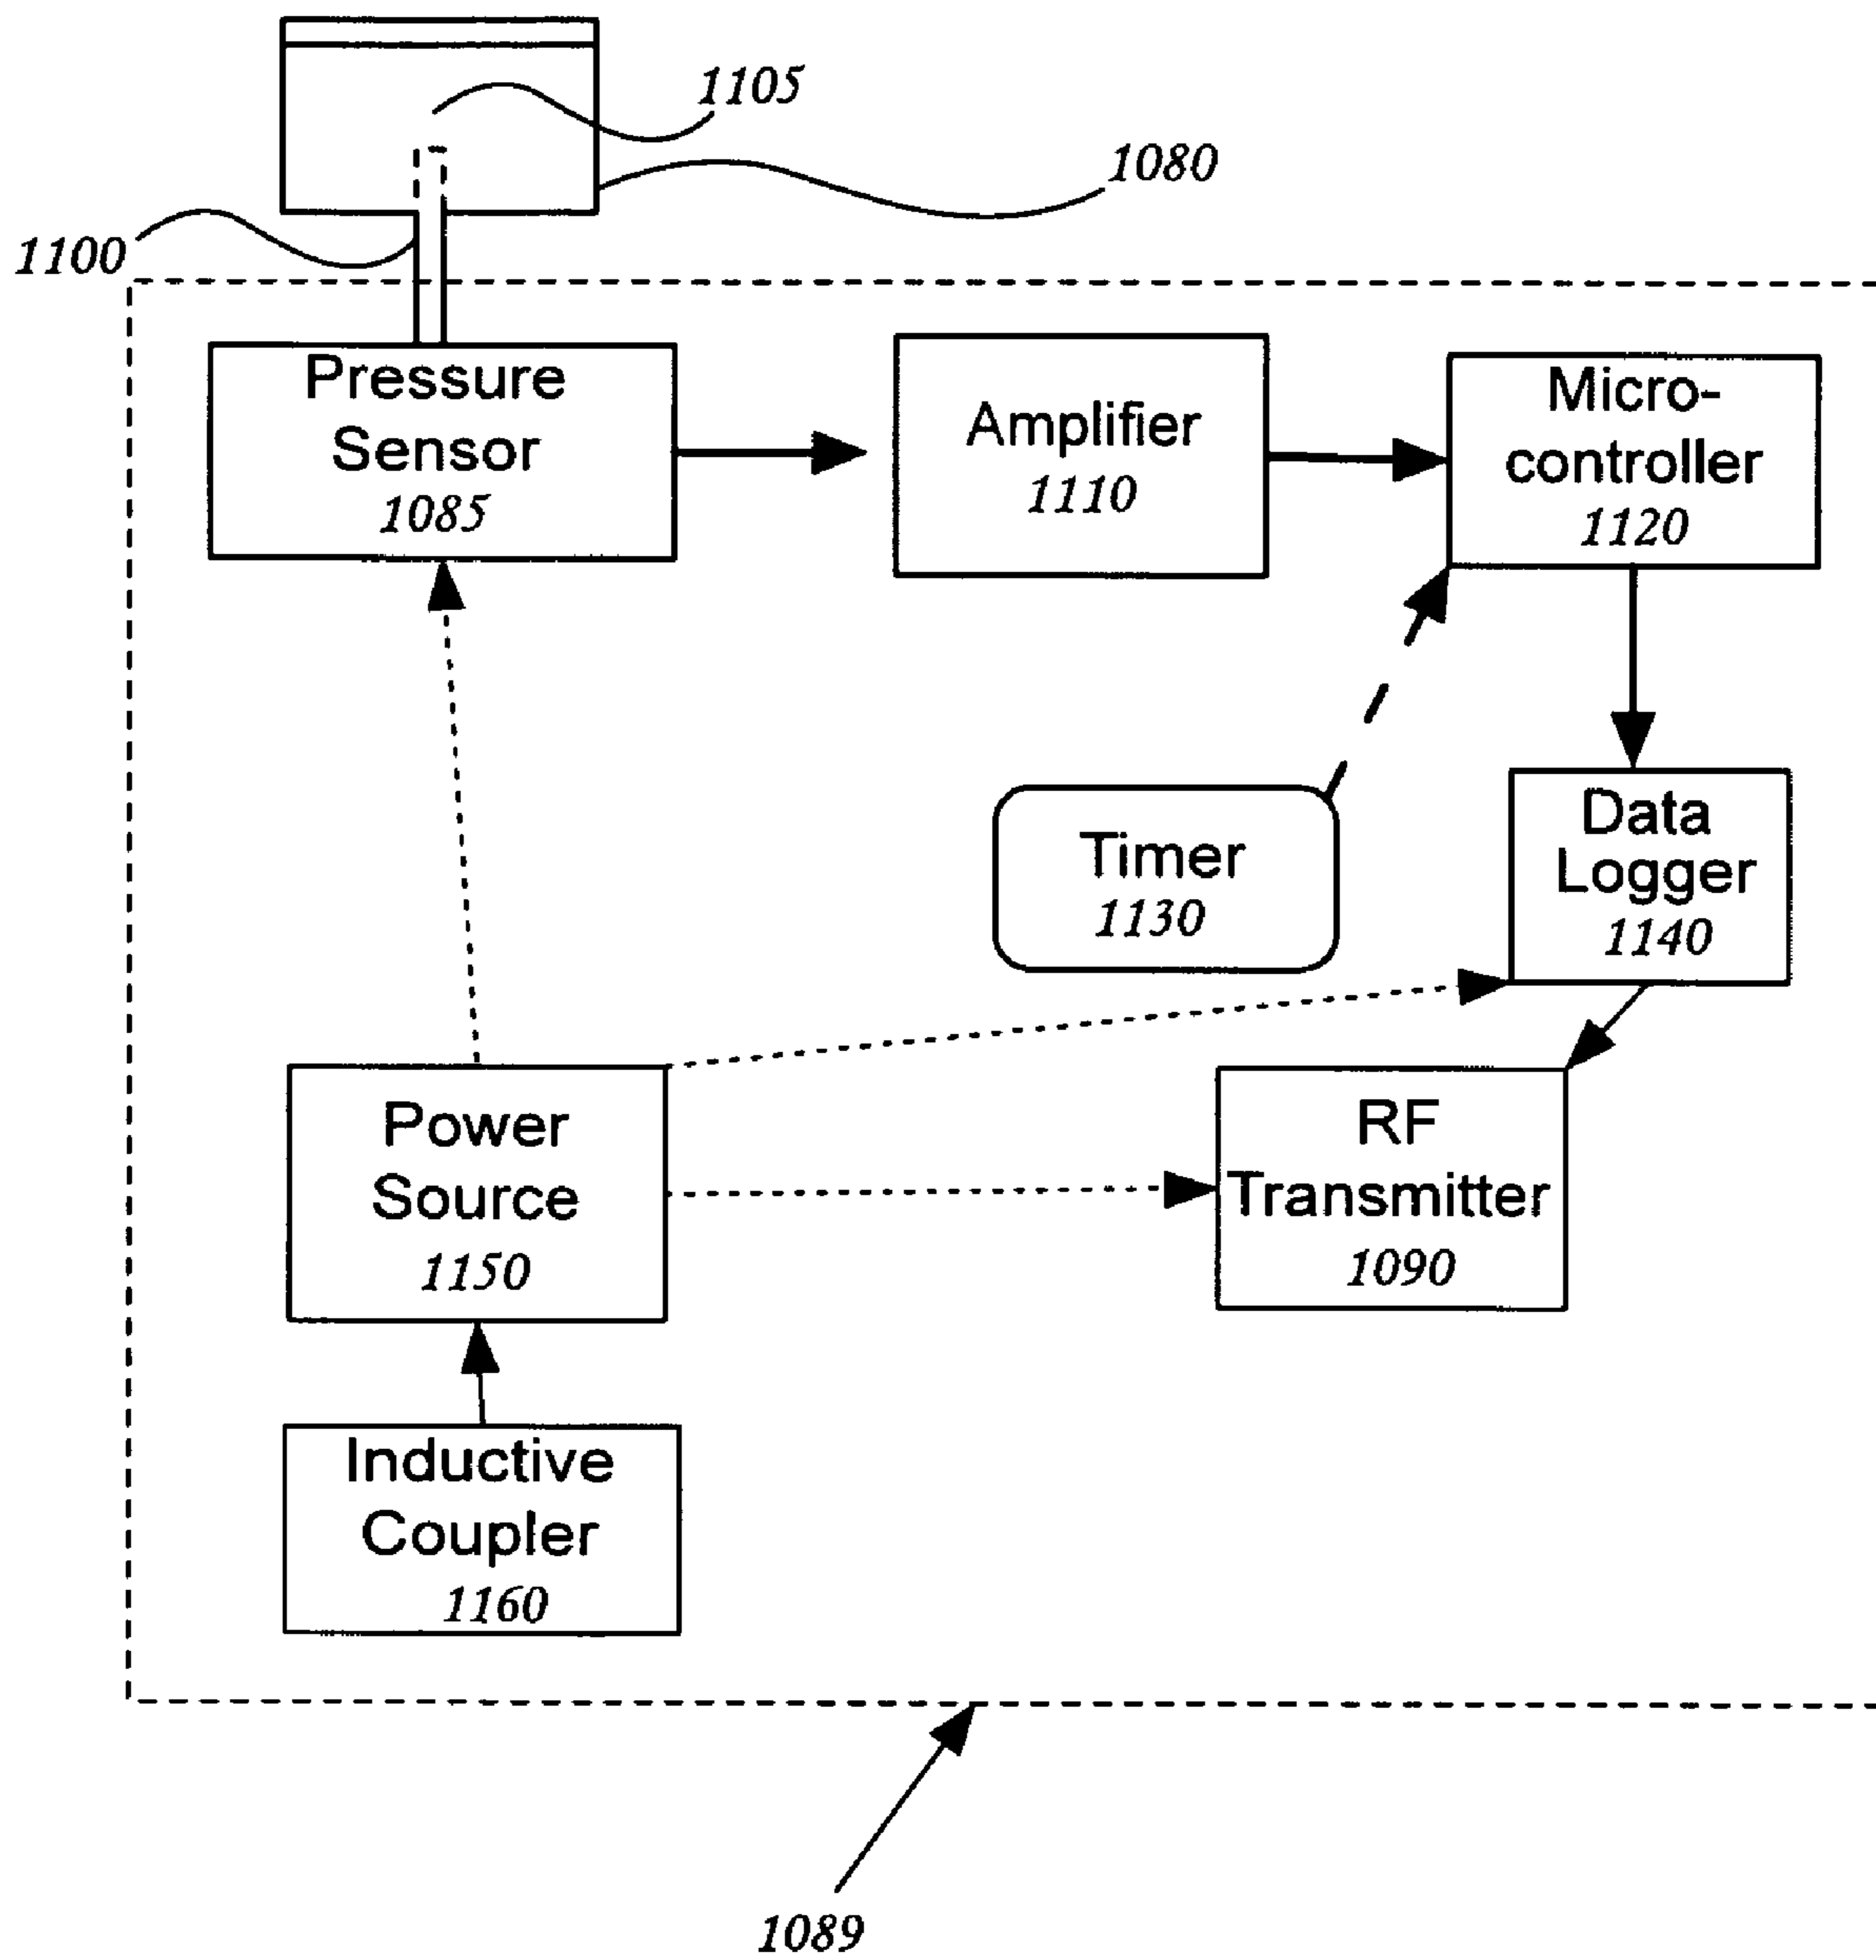 1105
1080
1100
Pressure
Sensor
1085
Amplifier
1110
Micro-
controller
1120
Timer
1130
Data
Logger
1140
Power
Source
1150
RF
Transmitter
1090
Inductive
Coupler
1160
1089